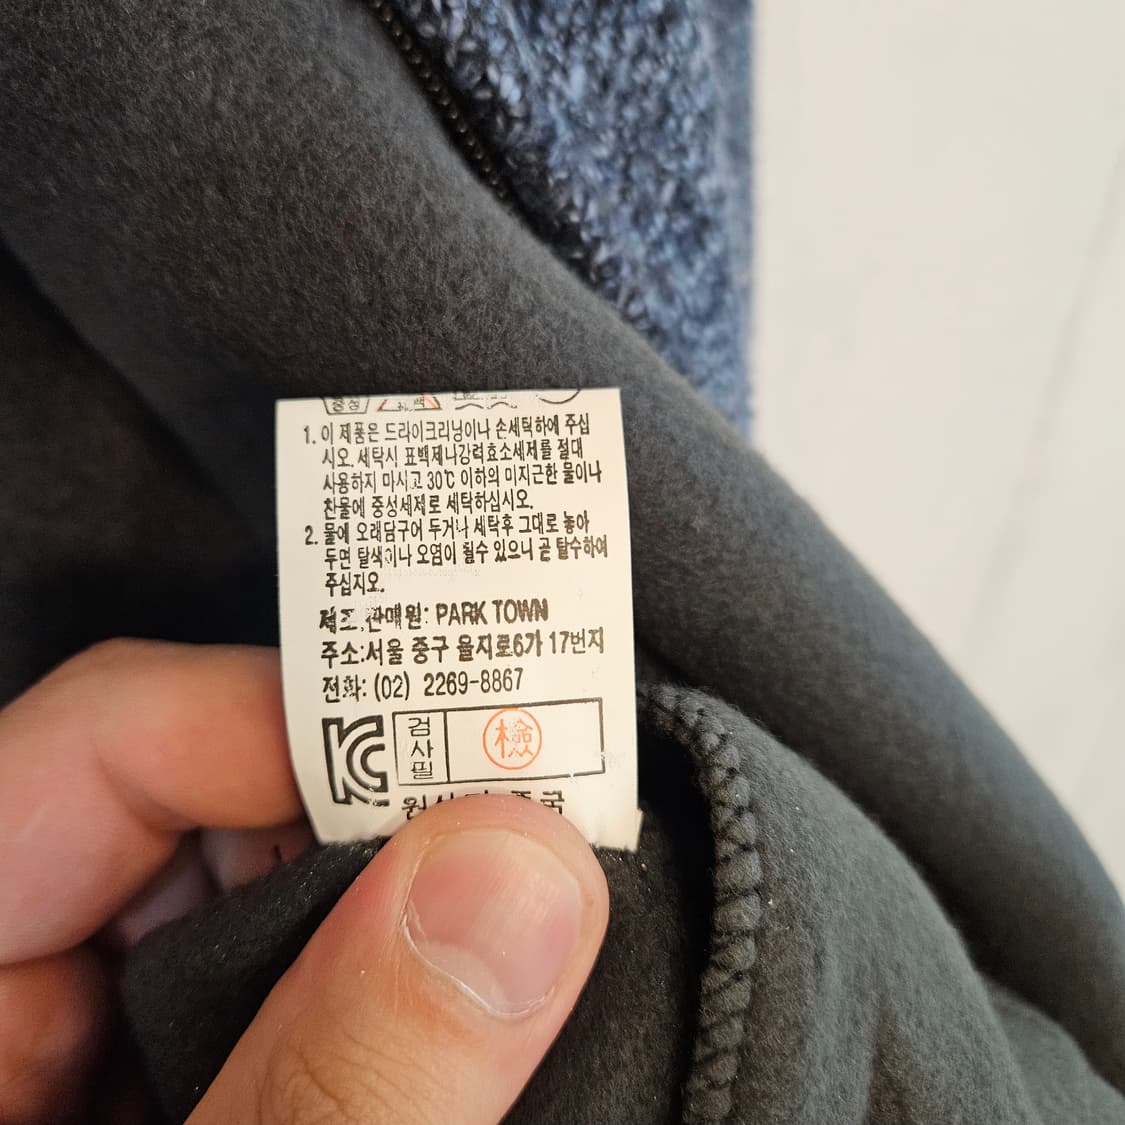 중성
1. 이 제품은 드라이크리닝이나 손세탁하여 주십
시오. 세탁시 표백제나강력효소세제를 절대
사용하지 마시고 30℃ 이하의 미지근한 물이나
찬물에 중성세제로 세탁하십시오.
2. 물에 오래담구어 두거나 세탁후 그대로 놓아
두면 탈색이나 오염이 될수 있으니 곧 탈수하여
주십지오.
제조,판매원: PARK TOWN
주소:서울 중구 을지로6가 17번지
전화: (02) 2269-8867
KC 검사필 檢